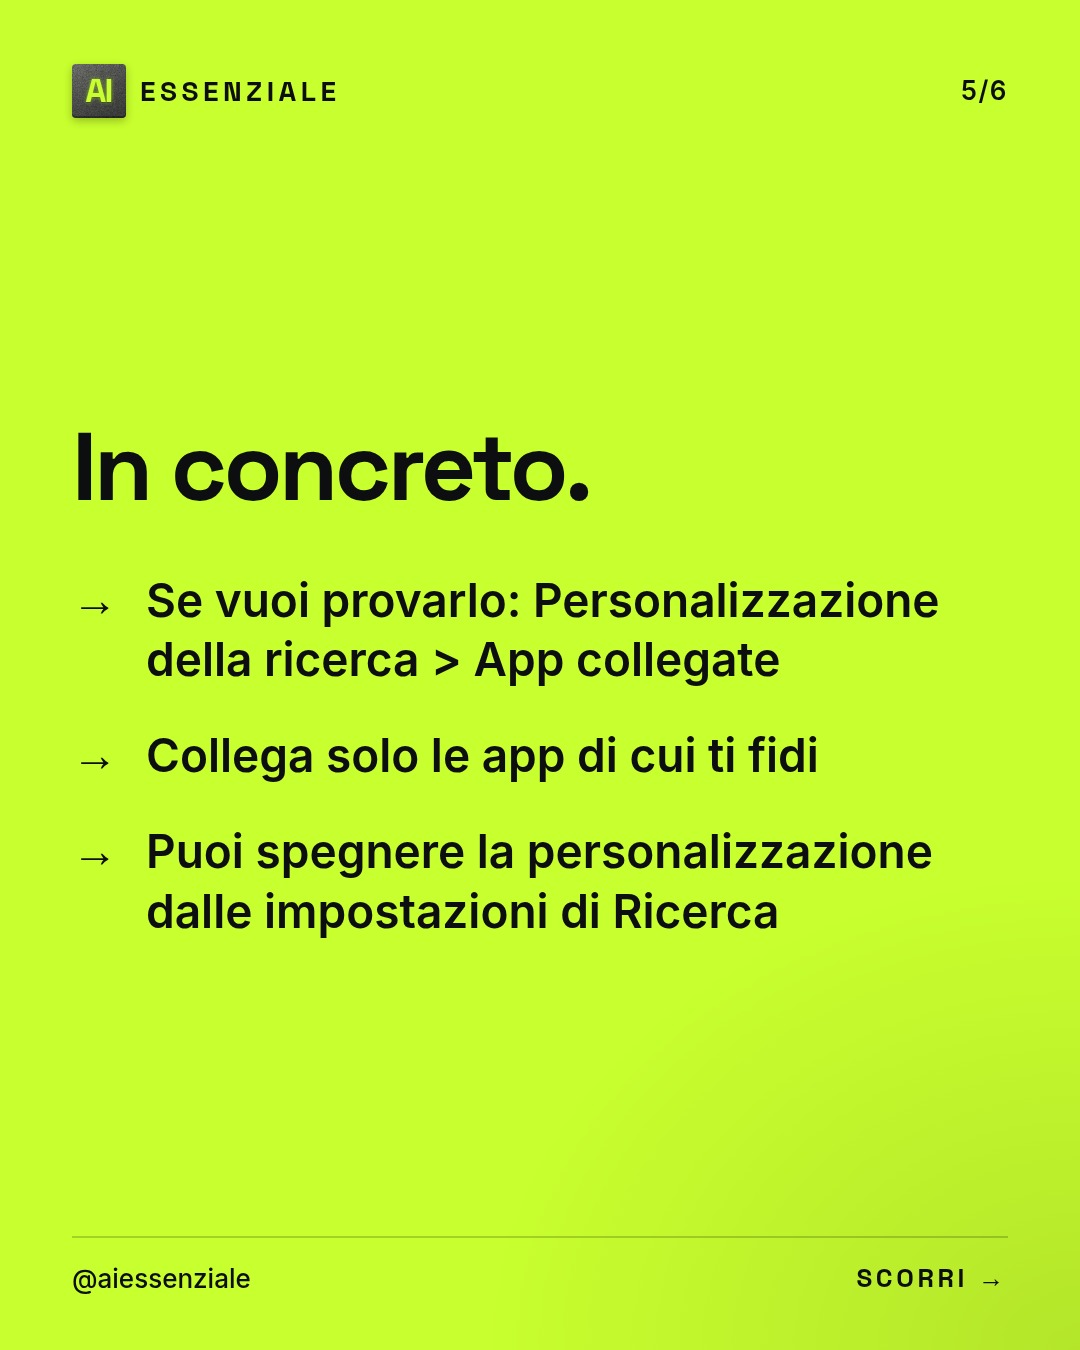 AI ESSENZIALE
5/6
In concreto.
→ Se vuoi provarlo: Personalizzazione
della ricerca > App collegate
→ Collega solo le app di cui ti fidi
→ Puoi spegnere la personalizzazione
dalle impostazioni di Ricerca
@aiessenziale
SCORRI →